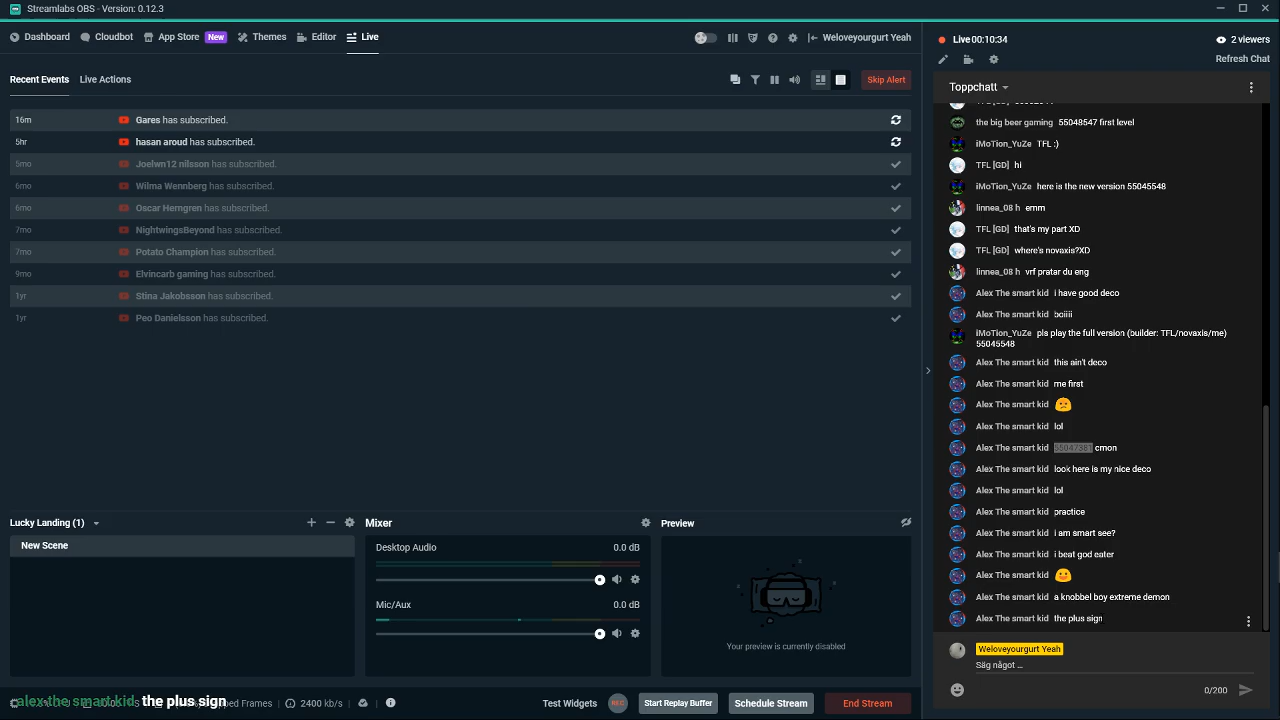 Streamlabs OBS - Version: 0.12.3
Dashboard
Cloudbot
App Store
New
Themes
Editor
Live
Weloveyourgurt Yeah
Recent Events
Live Actions
Skip Alert
16m Gares has subscribed.
5hr hasan aroud has subscribed.
5mo Joelwn12 nilsson has subscribed.
6mo Wilma Wennberg has subscribed.
6mo Oscar Herngren has subscribed.
7mo NightwingsBeyond has subscribed.
7mo Potato Champion has subscribed.
9mo Elvincarb gaming has subscribed.
1yr Stina Jakobsson has subscribed.
1yr Peo Danielsson has subscribed.
Lucky Landing (1)
New Scene
Mixer
Desktop Audio 0.0 dB
Mic/Aux 0.0 dB
Preview
Your preview is currently disabled
alex the smart kid the plus sign
Frames
2400 kb/s
Test Widgets
REC
Start Replay Buffer
Schedule Stream
End Stream
Live 00:10:34
2 viewers
Refresh Chat
Toppchatt
TFL [GD]
the big beer gaming 55048547 first level
iMoTion_YuZe TFL :)
TFL [GD] hi
iMoTion_YuZe here is the new version 55045548
linnea_08 h emm
TFL [GD] that's my part XD
TFL [GD] where's novaxis?XD
linnea_08 h vrf pratar du eng
Alex The smart kid i have good deco
Alex The smart kid boiiii
iMoTion_YuZe pls play the full version (builder: TFL/novaxis/me)
55045548
Alex The smart kid this ain't deco
Alex The smart kid me first
Alex The smart kid
Alex The smart kid lol
Alex The smart kid 55047381 cmon
Alex The smart kid look here is my nice deco
Alex The smart kid lol
Alex The smart kid practice
Alex The smart kid i am smart see?
Alex The smart kid i beat god eater
Alex The smart kid
Alex The smart kid a knobbel boy extreme demon
Alex The smart kid the plus sign
Weloveyourgurt Yeah
Säg något ...
0/200